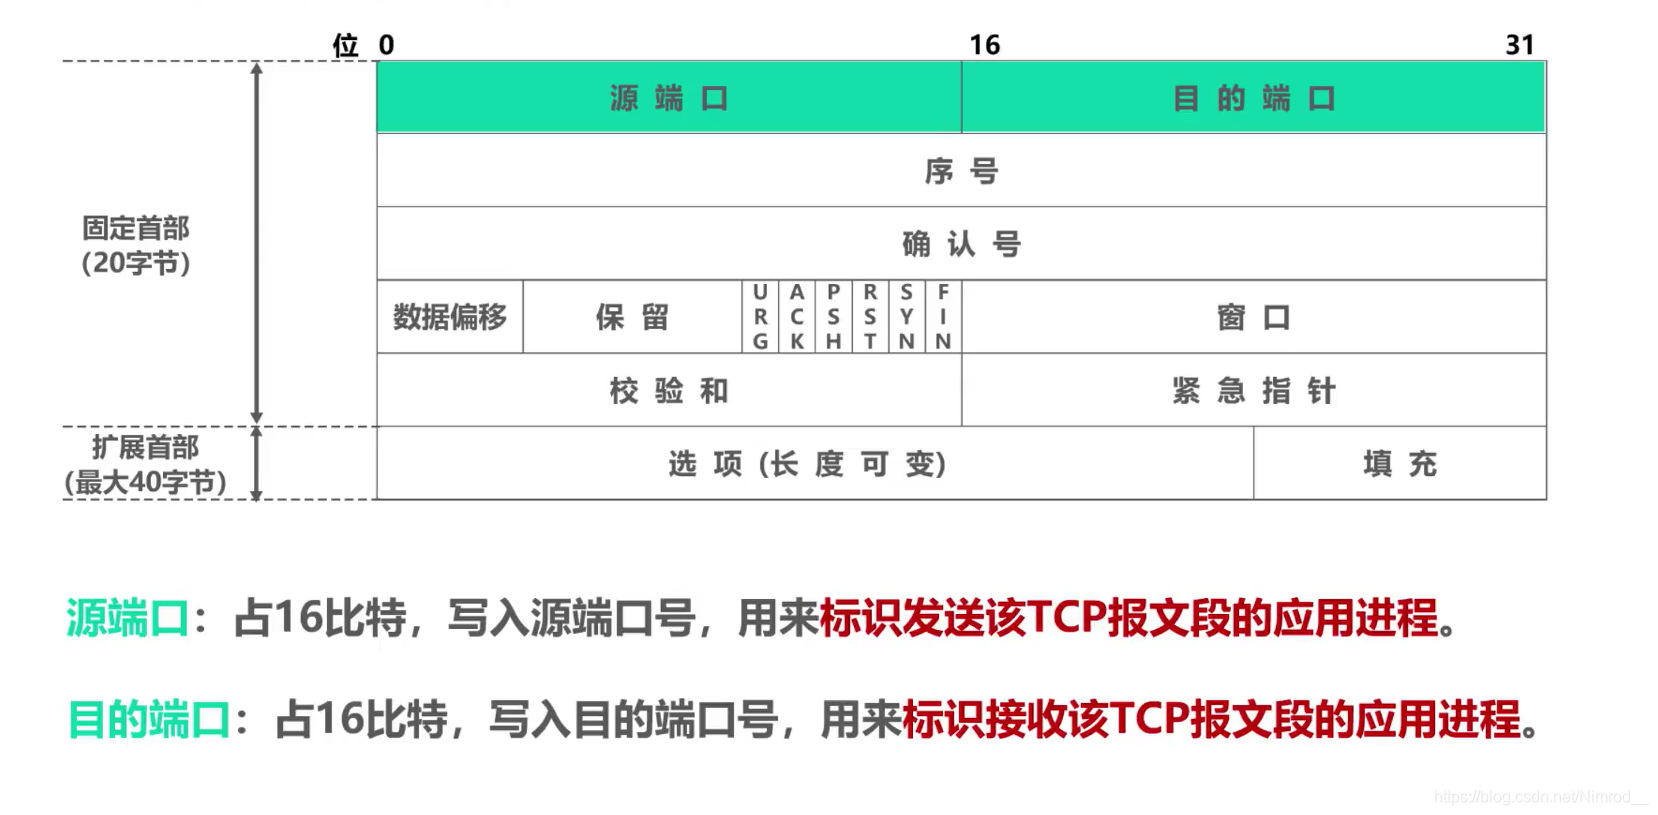 位 0 16 31
源 端 口 目 的 端 口
序 号
固定首部
(20字节)
确 认 号
数据偏移 保 留 URG ACK PSH RST SYN FIN 窗 口
校 验 和 紧 急 指 针
扩展首部
(最大40字节)
选 项 (长 度 可 变) 填 充
源端口：占16比特，写入源端口号，用来标识发送该TCP报文段的应用进程。
目的端口：占16比特，写入目的端口号，用来标识接收该TCP报文段的应用进程。
https://blog.csdn.net/Nimrod__